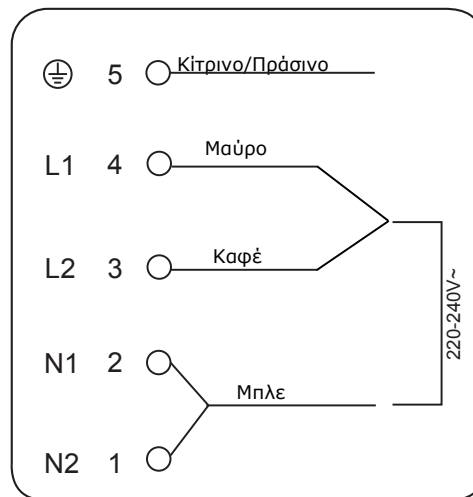 5 Κίτρινο/Πράσινο
L1 4 Μαύρο
L2 3 Καφέ
220-240V~
N1 2
Μπλε
N2 1